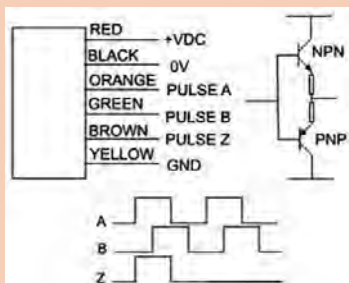 RED +VDC
BLACK 0V
ORANGE PULSE A
GREEN PULSE B
BROWN PULSE Z
YELLOW GND
NPN
PNP
A
B
Z